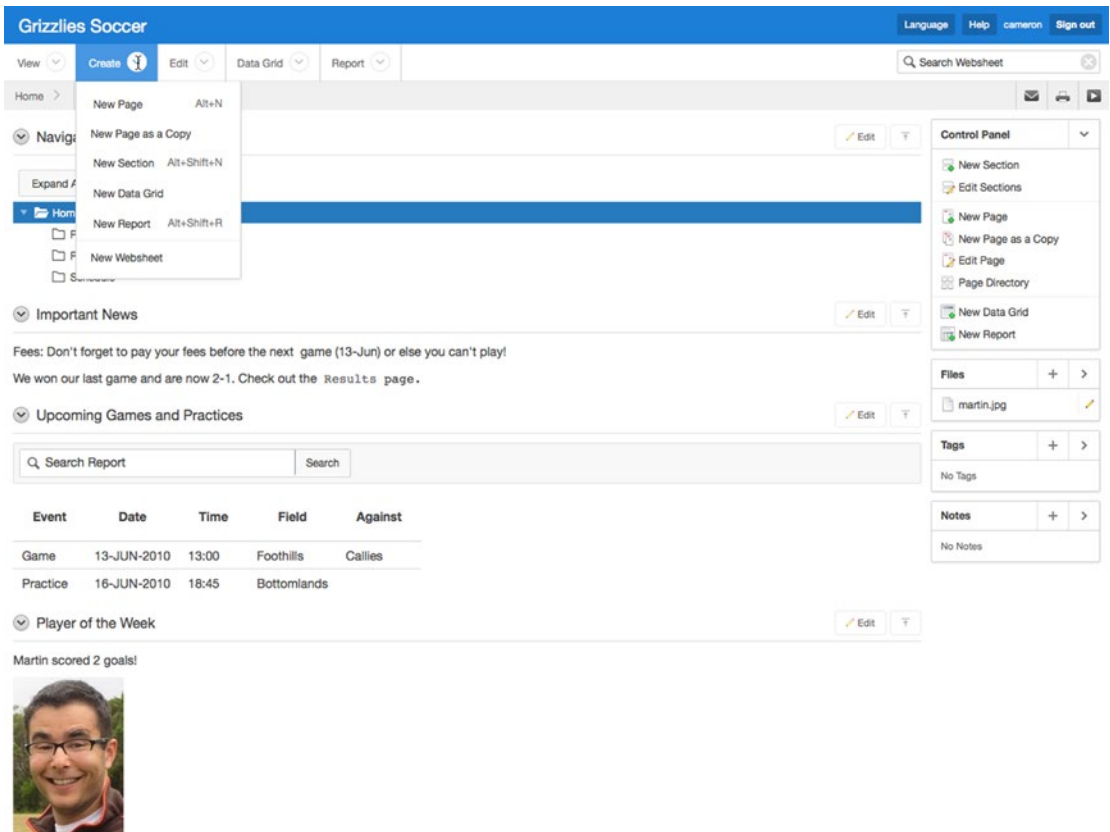 Grizzlies Soccer
Language Help cameron Sign out
View Create Edit Data Grid Report
Search Websheet
Home
New Page Alt+N
New Page as a Copy
New Section Alt+Shift+N
New Data Grid
New Report Alt+Shift+R
New Websheet
Edit
Expand
Important News
Edit
Fees: Don't forget to pay your fees before the next game (13-Jun) or else you can't play!
We won our last game and are now 2-1. Check out the Results page.
Upcoming Games and Practices
Edit
Search Report
Search
Event Date Time Field Against
Game 13-JUN-2010 13:00 Foothills Callies
Practice 16-JUN-2010 18:45 Bottomlands
Player of the Week
Edit
Martin scored 2 goals!
Control Panel
New Section
Edit Sections
New Page
New Page as a Copy
Edit Page
Page Directory
New Data Grid
New Report
Files
martin.jpg
Tags
No Tags
Notes
No Notes